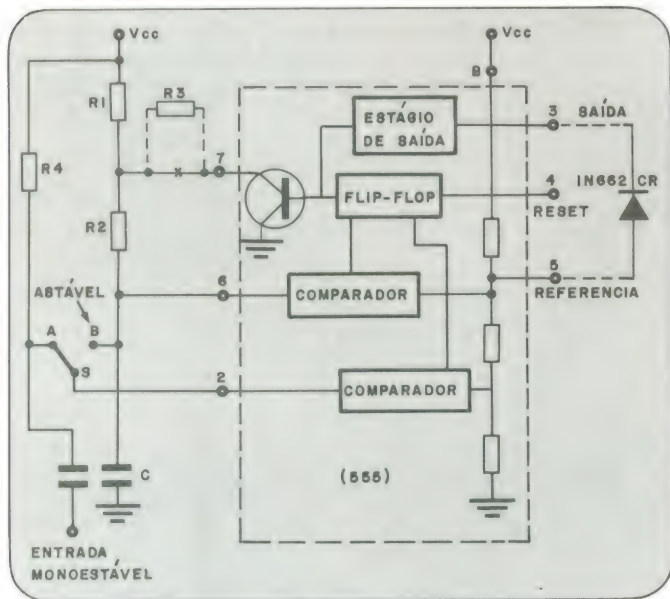 Vcc
Vcc
B
R1
R3
ESTÁGIO
DE SAÍDA
3
SAÍDA
R4
x
7
FLIP-FLOP
4
1N662 CR
RESET
R2
5
REFERENCIA
ASTÁVEL
6
COMPARADOR
A
B
S
2
COMPARADOR
C
(555)
ENTRADA
MONOESTÁVEL